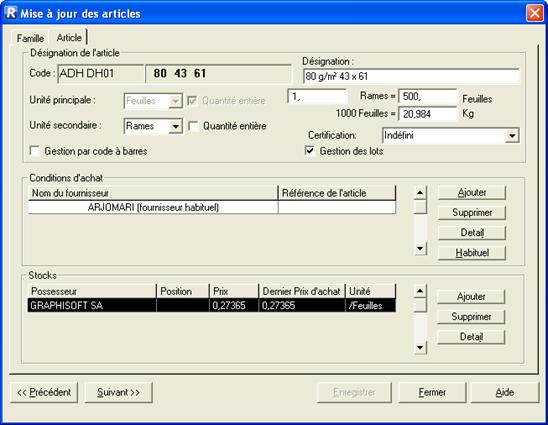 Mise à jour des articles
Famille Article
Désignation de l'article
Code : ADH DH01 80 43 61
Désignation :
80 g/m² 43 x 61
Unité principale : Feuilles Quantité entière
1, Rames = 500, Feuilles
1000 Feuilles = 20,984 Kg
Unité secondaire : Rames Quantité entière
Certification: Indéfini
Gestion par code à barres Gestion des lots
Conditions d'achat
Nom du fournisseur Référence de l'article
ARJOMARI (fournisseur habituel)
Ajouter
Supprimer
Detail
Habituel
Stocks
Possesseur Position Prix Dernier Prix d'achat Unité
GRAPHISOFT SA 0,27365 0,27365 /Feuilles
Ajouter
Supprimer
Detail
<< Précédent Suivant >> Enregistrer Fermer Aide